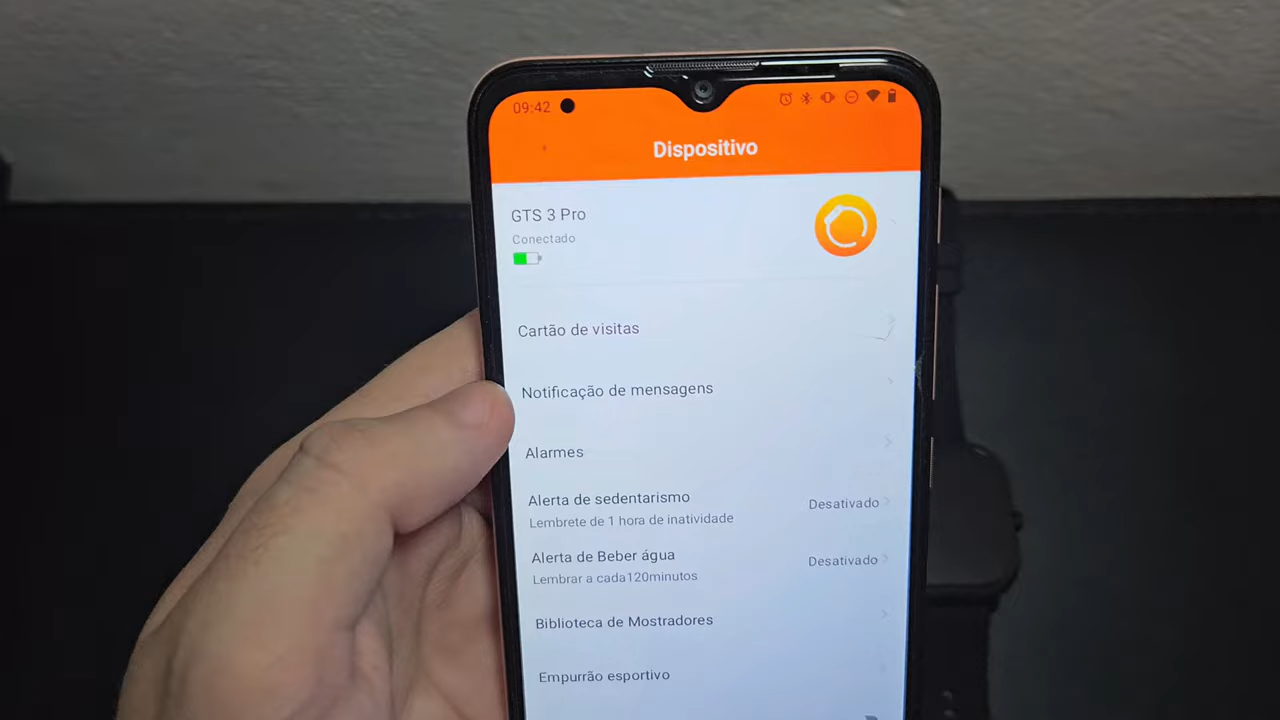 09:42
Dispositivo
GTS 3 Pro
Conectado
Cartão de visitas
Notificação de mensagens
Alarmes
Alerta de sedentarismo
Desativado
Lembrete de 1 hora de inatividade
Alerta de Beber água
Desativado
Lembrar a cada120minutos
Biblioteca de Mostradores
Empurrão esportivo